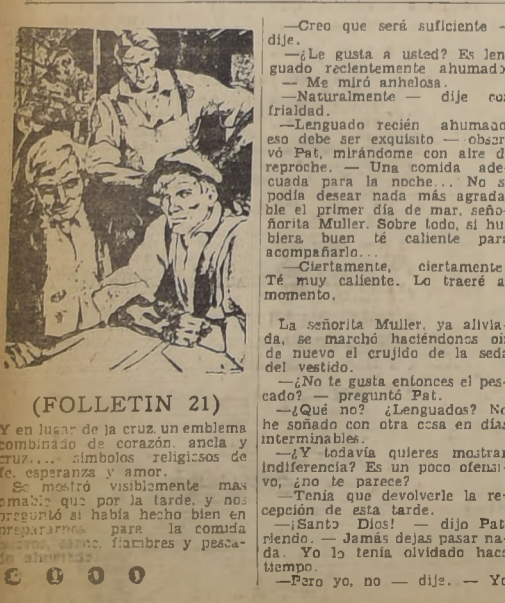 (FOLLETIN 21)
Y en lugar de la cruz, un emblema
combinado de corazón, ancla y
cruz..., símbolos religiosos de
fe, esperanza y amor.
Se mostró visiblemente mas
amable que por la tarde, y nos
preguntó si había hecho bien en
prepararnos para la comida
fiambres y pesca-
do ahumado.
—Creo que será suficiente —
dije.
—¿Le gusta a usted? Es len
guado recientemente ahumado
— Me miró anhelosa.
—Naturalmente — dije con
frialdad.
—Lenguado recién ahumado
eso debe ser exquisito — obser
vó Pat, mirándome con aire d
reproche. — Una comida ade
cuada para la noche... No s
podía desear nada más agrada
ble el primer día de mar, seño-
ñorita Muller. Sobre todo, si hu
biera buen té caliente para
acompañarlo...
—Ciertamente, ciertamente
Té muy caliente. Lo traeré a
momento.
La señorita Muller, ya alivia-
da, se marchó haciéndonos oir
de nuevo el crujido de la seda
del vestido.
—¿No te gusta entonces el pes-
cado? — preguntó Pat.
—¿Qué no? ¿Lenguados? No
he soñado con otra cosa en días
interminables.
—¿Y todavía quieres mostrar
indiferencia? Es un poco ofensi-
vo, ¿no te parece?
—Tenía que devolverle la re-
cepción de esta tarde.
—¡Santo Dios! — dijo Pat
riendo. — Jamás dejas pasar na-
da. Yo lo tenía olvidado hace
tiempo.
—Pero yo, no — dije. — Yo